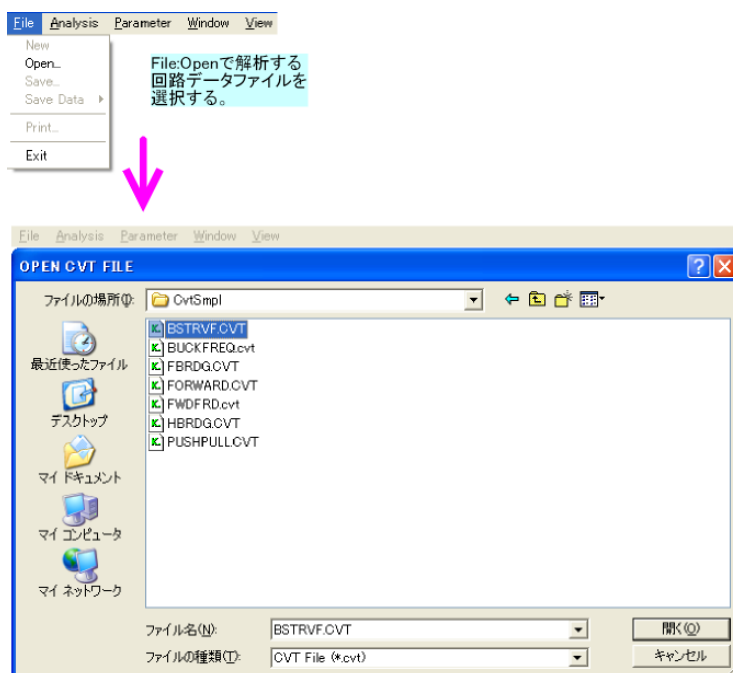 File Analysis Parameter Window View
New
Open...
Save...
Save Data
Print...
Exit
File:Openで解析する
回路データファイルを
選択する。
File Analysis Parameter Window View
OPEN CVT FILE
ファイルの場所(I): CvtSmpl
最近使ったファイル
デスクトップ
マイ ドキュメント
マイ コンピュータ
マイ ネットワーク
BSTRVF.CVT
BUCKFREQ.cvt
FBRDG.CVT
FORWARD.CVT
FWDFRD.cvt
HBRDG.CVT
PUSHPULL.CVT
ファイル名(N): BSTRVF.CVT 開く(O)
ファイルの種類(T): CVT File (*.cvt) キャンセル